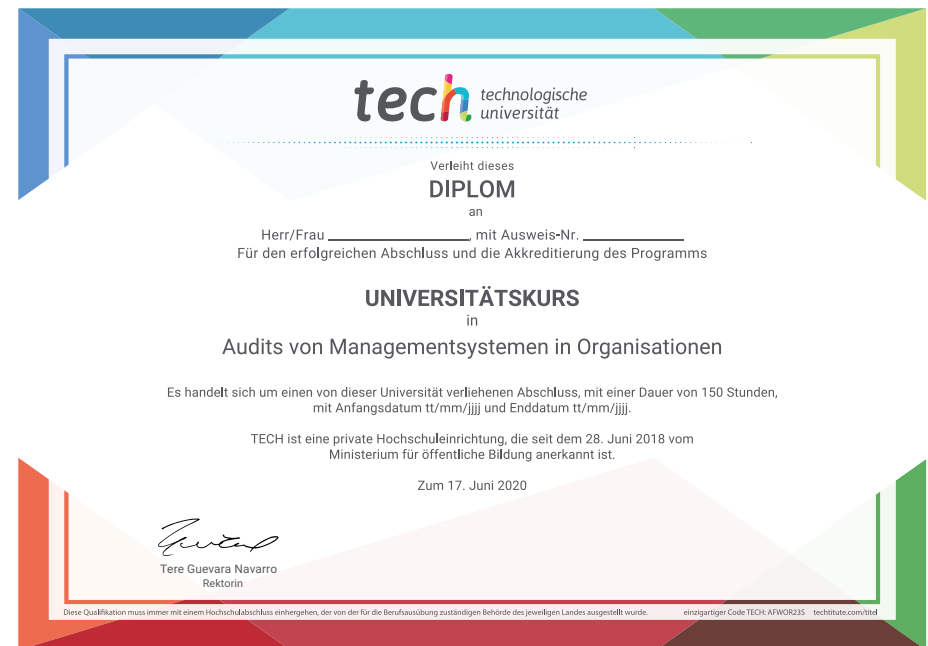 tech technologische
universität
Verleiht dieses
DIPLOM
an
Herr/Frau ____________, mit Ausweis-Nr. ____________
Für den erfolgreichen Abschluss und die Akkreditierung des Programms
UNIVERSITÄTSKURS
in
Audits von Managementsystemen in Organisationen
Es handelt sich um einen von dieser Universität verliehenen Abschluss, mit einer Dauer von 150 Stunden,
mit Anfangsdatum tt/mm/jjjj und Enddatum tt/mm/jjjj.
TECH ist eine private Hochschuleinrichtung, die seit dem 28. Juni 2018 vom
Ministerium für öffentliche Bildung anerkannt ist.
Zum 17. Juni 2020
Tere Guevara Navarro
Rektorin
Diese Qualifikation muss immer mit einem Hochschulabschluss einhergehen, der von der für die Berufsausübung zuständigen Behörde des jeweiligen Landes ausgestellt wurde. einzigartiger Code TECH: AFWOR23S techtitute.com/titel